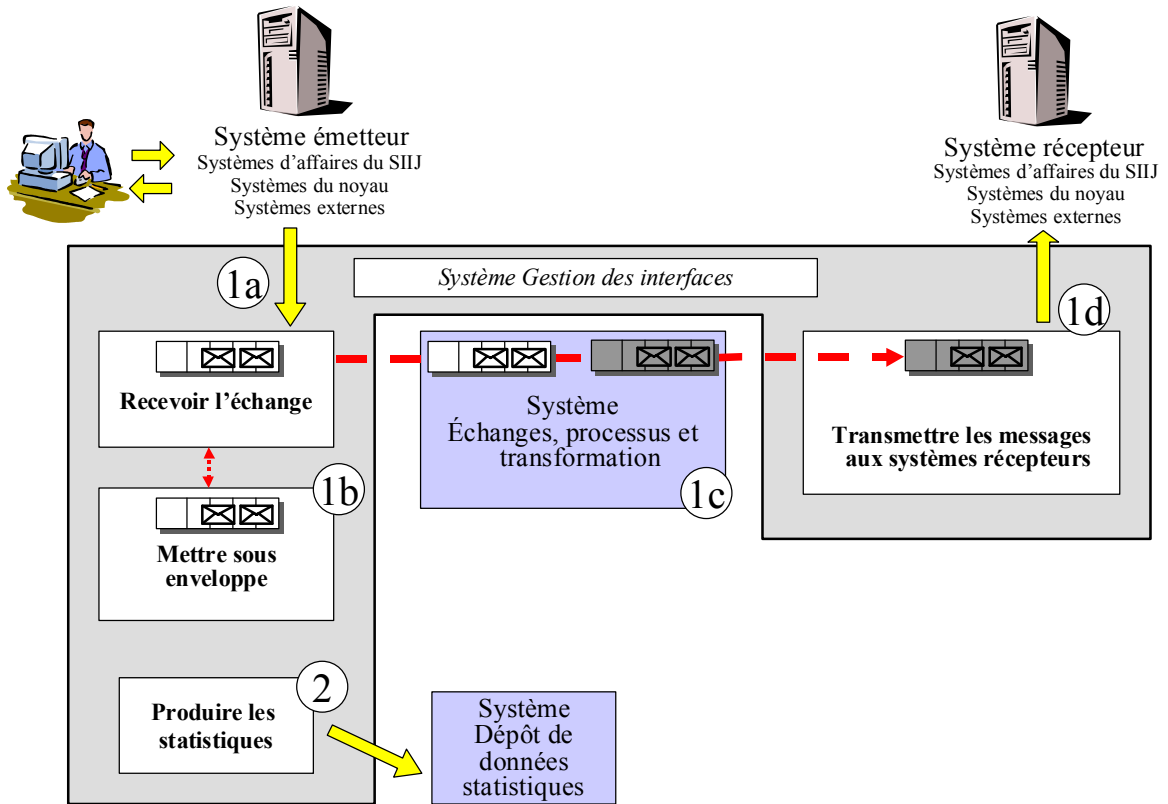 Système émetteur
Systèmes d'affaires du SIIJ
Systèmes du noyau
Systèmes externes
Système récepteur
Systèmes d'affaires du SIIJ
Systèmes du noyau
Systèmes externes
Système Gestion des interfaces
1a
Recevoir l'échange
1b
Mettre sous
enveloppe
Système
Échanges, processus et
transformation
1c
1d
Transmettre les messages
aux systèmes récepteurs
2
Produire les
statistiques
Système
Dépôt de
données
statistiques